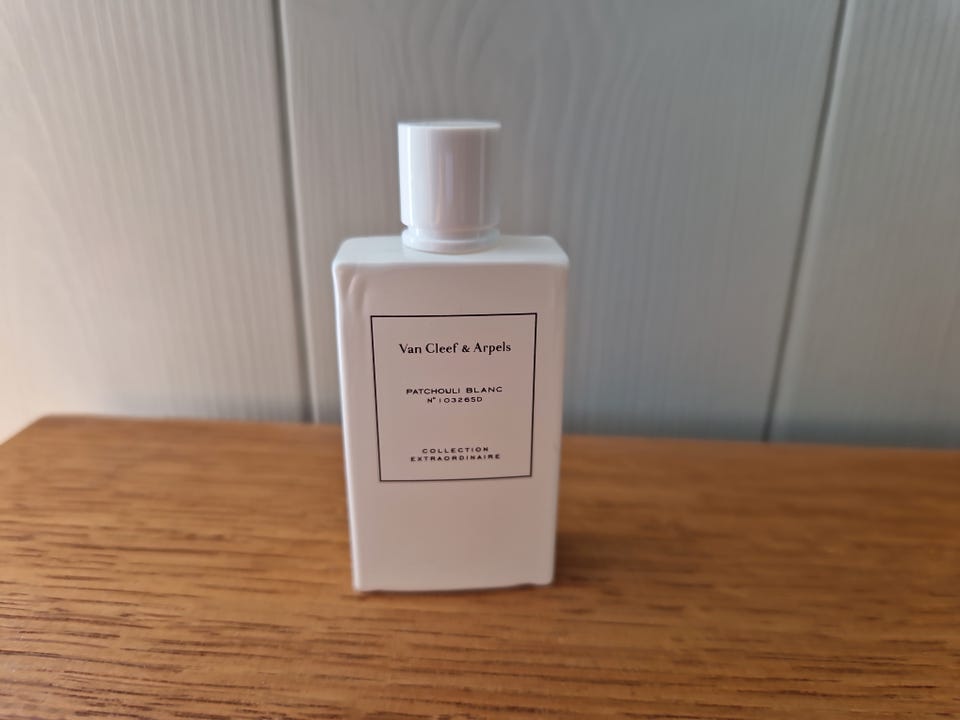 Van Cleef & Arpels
PATCHOULI BLANC
N° 103265D
COLLECTION
EXTRAORDINAIRE